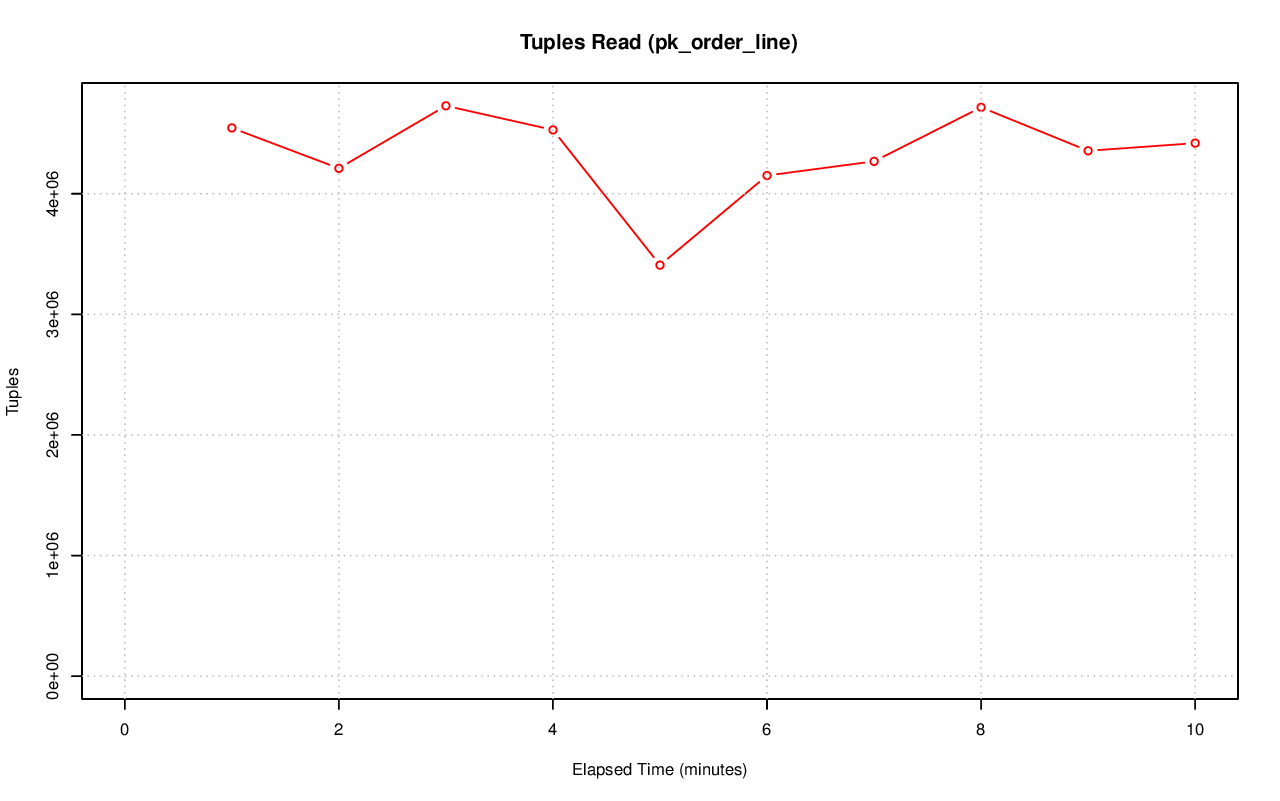 Tuples Read (pk_order_line)
Tuples
4e+06
3e+06
2e+06
1e+06
0e+00
0 2 4 6 8 10
Elapsed Time (minutes)